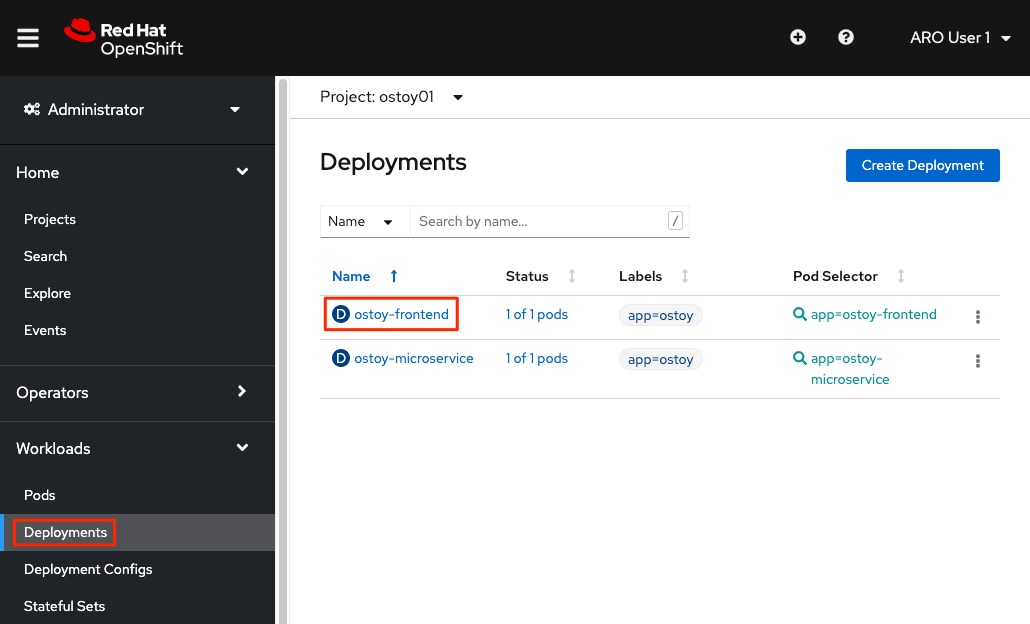 Red Hat
OpenShift
ARO User 1
Administrator
Home
Projects
Search
Explore
Events
Operators
Workloads
Pods
Deployments
Deployment Configs
Stateful Sets
Project: ostoy01
Deployments
Create Deployment
Name Search by name... /
Name Status Labels Pod Selector
D ostoy-frontend 1 of 1 pods app=ostoy app=ostoy-frontend
D ostoy-microservice 1 of 1 pods app=ostoy app=ostoy-
microservice